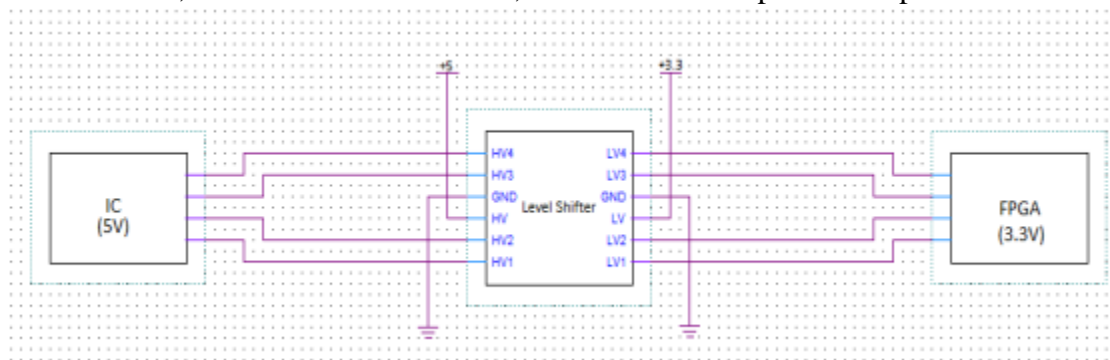 +5
+3.3
IC
(5V)
HV4
HV3
GND
HV
HV2
HV1
Level Shifter
LV4
LV3
GND
LV
LV2
LV1
FPGA
(3.3V)